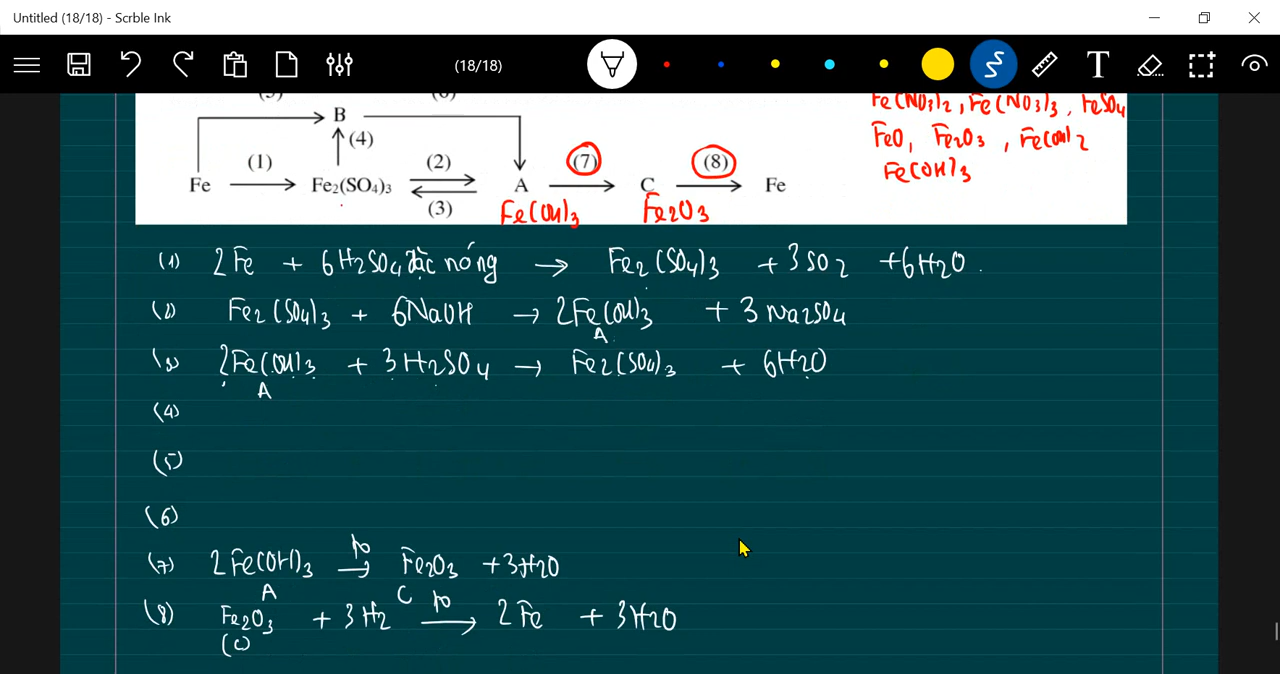 Untitled (18/18) - Scrble Ink
(18/18)
T
(5) (6)
Fe(NO3)2, Fe(NO3)3, FeSO4
B
(4)
FeO, Fe2O3, Fe(OH)2
(1) (2) (7) (8)
Fe(OH)3
Fe Fe₂(SO₄)₃ A C Fe
(3)
Fe(OH)3 Fe2O3
(1) 2Fe + 6H2SO4 đặc nóng → Fe2(SO4)3 + 3SO2 + 6H2O.
(2) Fe2(SO4)3 + 6NaOH → 2Fe(OH)3 + 3Na2SO4
A
(3) 2Fe(OH)3 + 3H2SO4 → Fe2(SO4)3 + 6H2O
A
(4)
(5)
(6)
to
(7) 2Fe(OH)3 → Fe2O3 + 3H2O
A C
to
(8) Fe2O3 + 3H2 → 2Fe + 3H2O
(C)